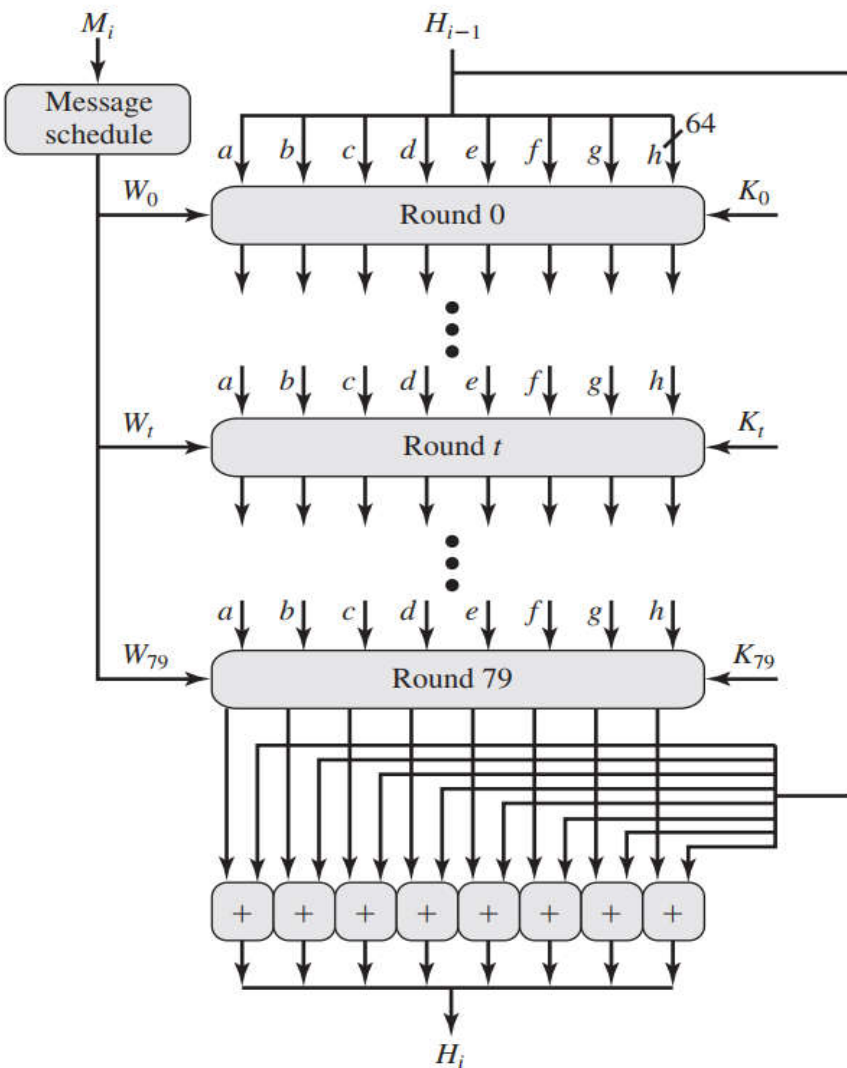 M_i H_{i−1}
Message
schedule
64
a b c d e f g h
W_0 Round 0 K_0
a b c d e f g h
W_t Round t K_t
a b c d e f g h
W_79 Round 79 K_79
+ + + + + + + +
H_i